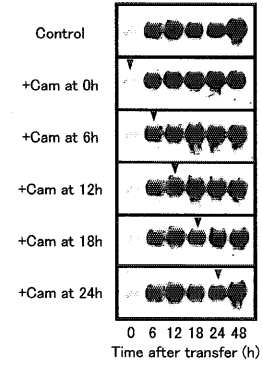 Control
+Cam at 0h
+Cam at 6h
+Cam at 12h
+Cam at 18h
+Cam at 24h
0 6 12 18 24 48
Time after transfer (h)